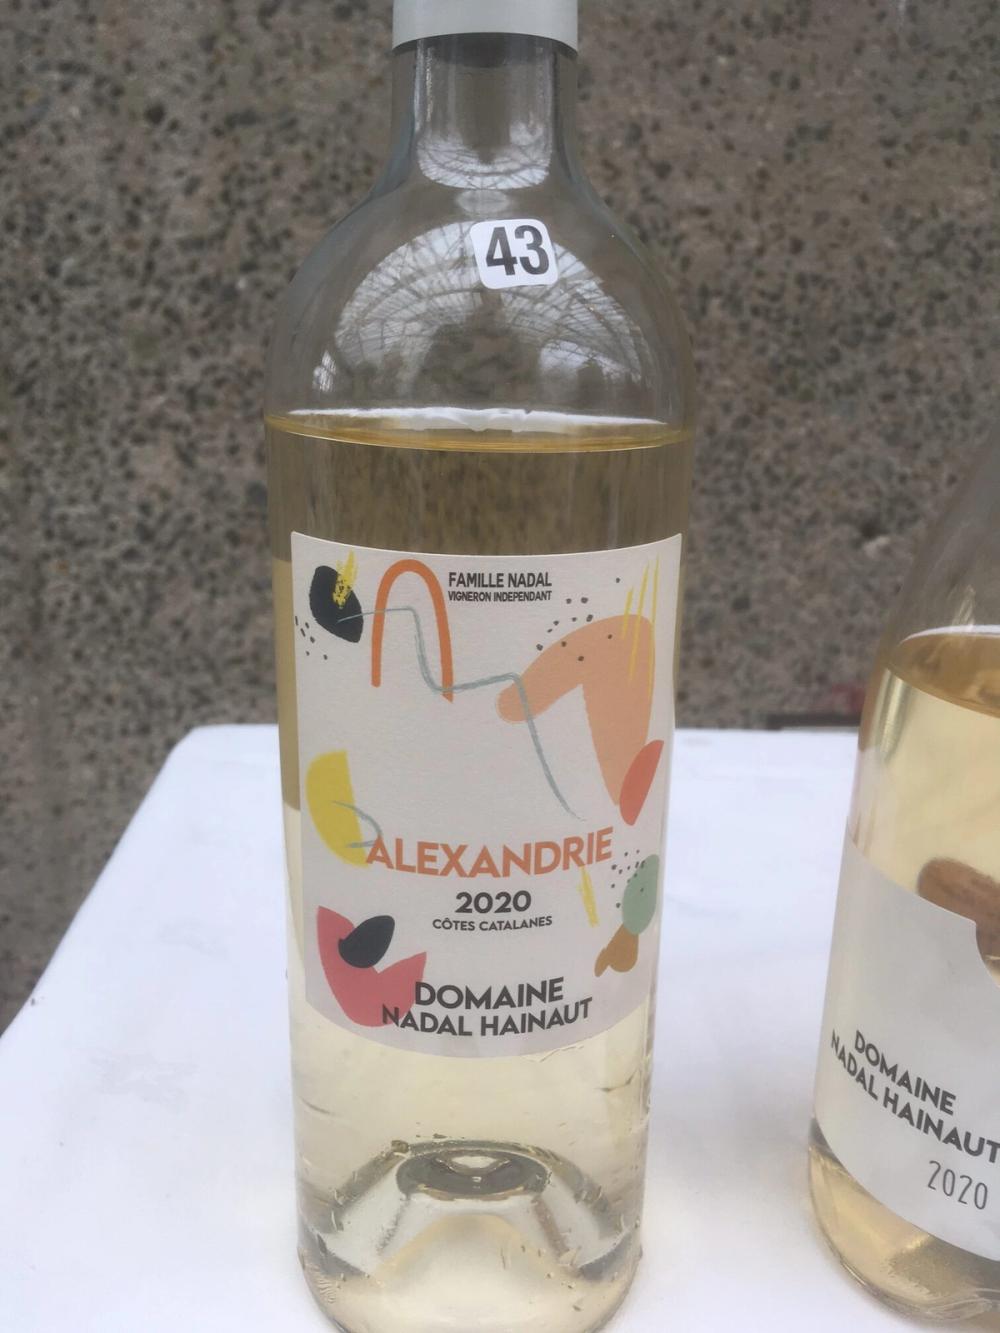 43
FAMILLE NADAL
VIGNERON INDEPENDANT
ALEXANDRIE
2020
CÔTES CATALANES
DOMAINE
NADAL HAINAUT
DOMAINE
NADAL HAINAUT
2020